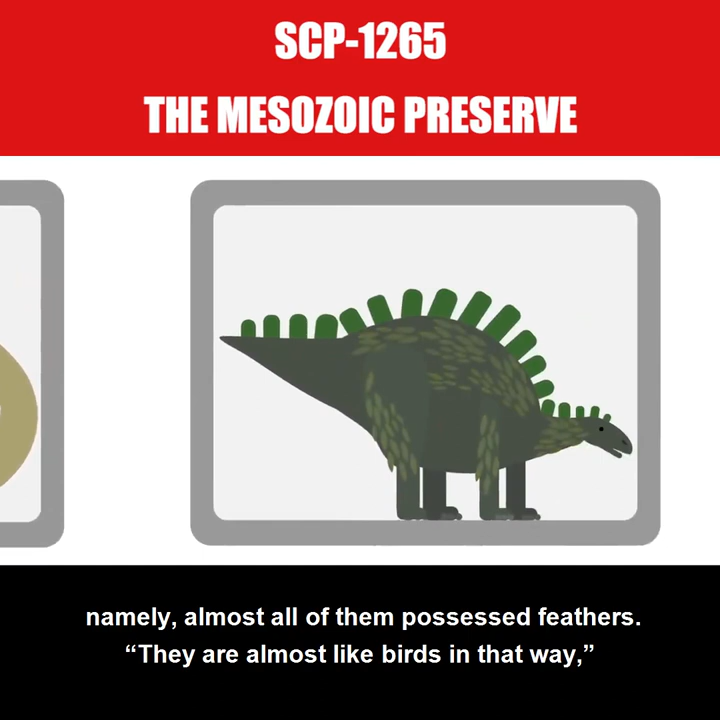 SCP-1265
THE MESOZOIC PRESERVE
namely, almost all of them possessed feathers.
“They are almost like birds in that way,”